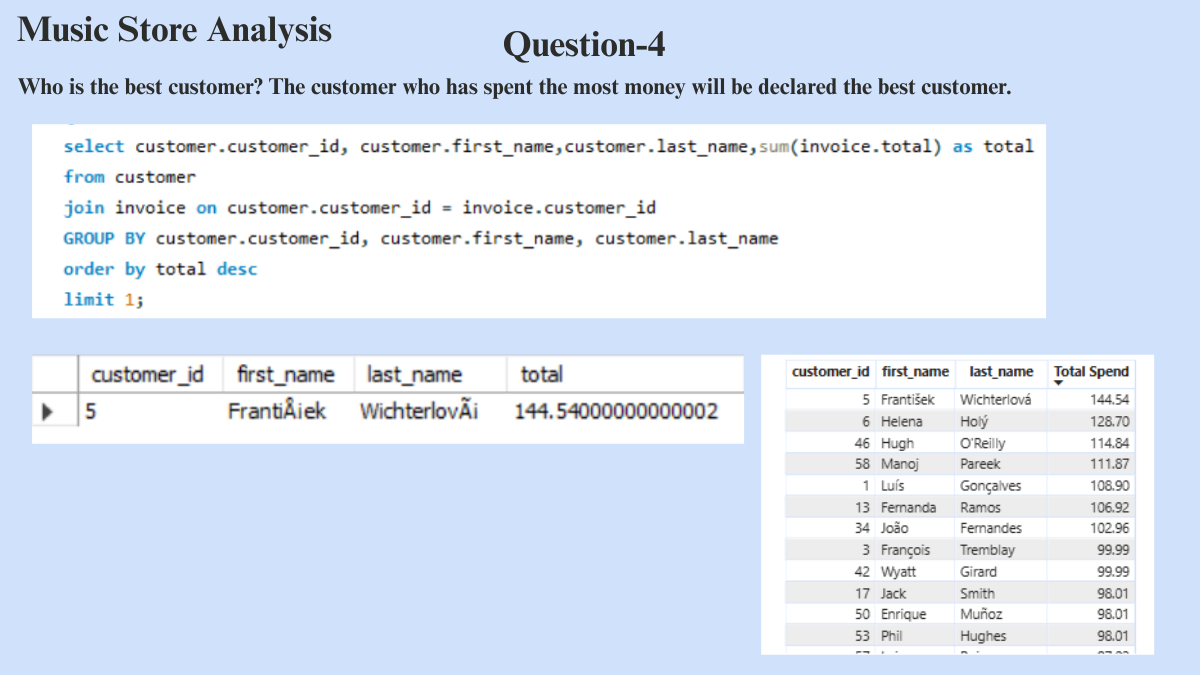 Music Store Analysis
Question-4
Who is the best customer? The customer who has spent the most money will be declared the best customer.
select customer.customer_id, customer.first_name,customer.last_name,sum(invoice.total) as total
from customer
join invoice on customer.customer_id = invoice.customer_id
GROUP BY customer.customer_id, customer.first_name, customer.last_name
order by total desc
limit 1;
customer_id first_name last_name total
5 FrantiÅiek WichterlovÃi 144.54000000000002
customer_id first_name last_name Total Spend
5 František Wichterlová 144.54
6 Helena Holý 128.70
46 Hugh O'Reilly 114.84
58 Manoj Pareek 111.87
1 Luís Gonçalves 108.90
13 Fernanda Ramos 106.92
34 João Fernandes 102.96
3 François Tremblay 99.99
42 Wyatt Girard 99.99
17 Jack Smith 98.01
50 Enrique Muñoz 98.01
53 Phil Hughes 98.01